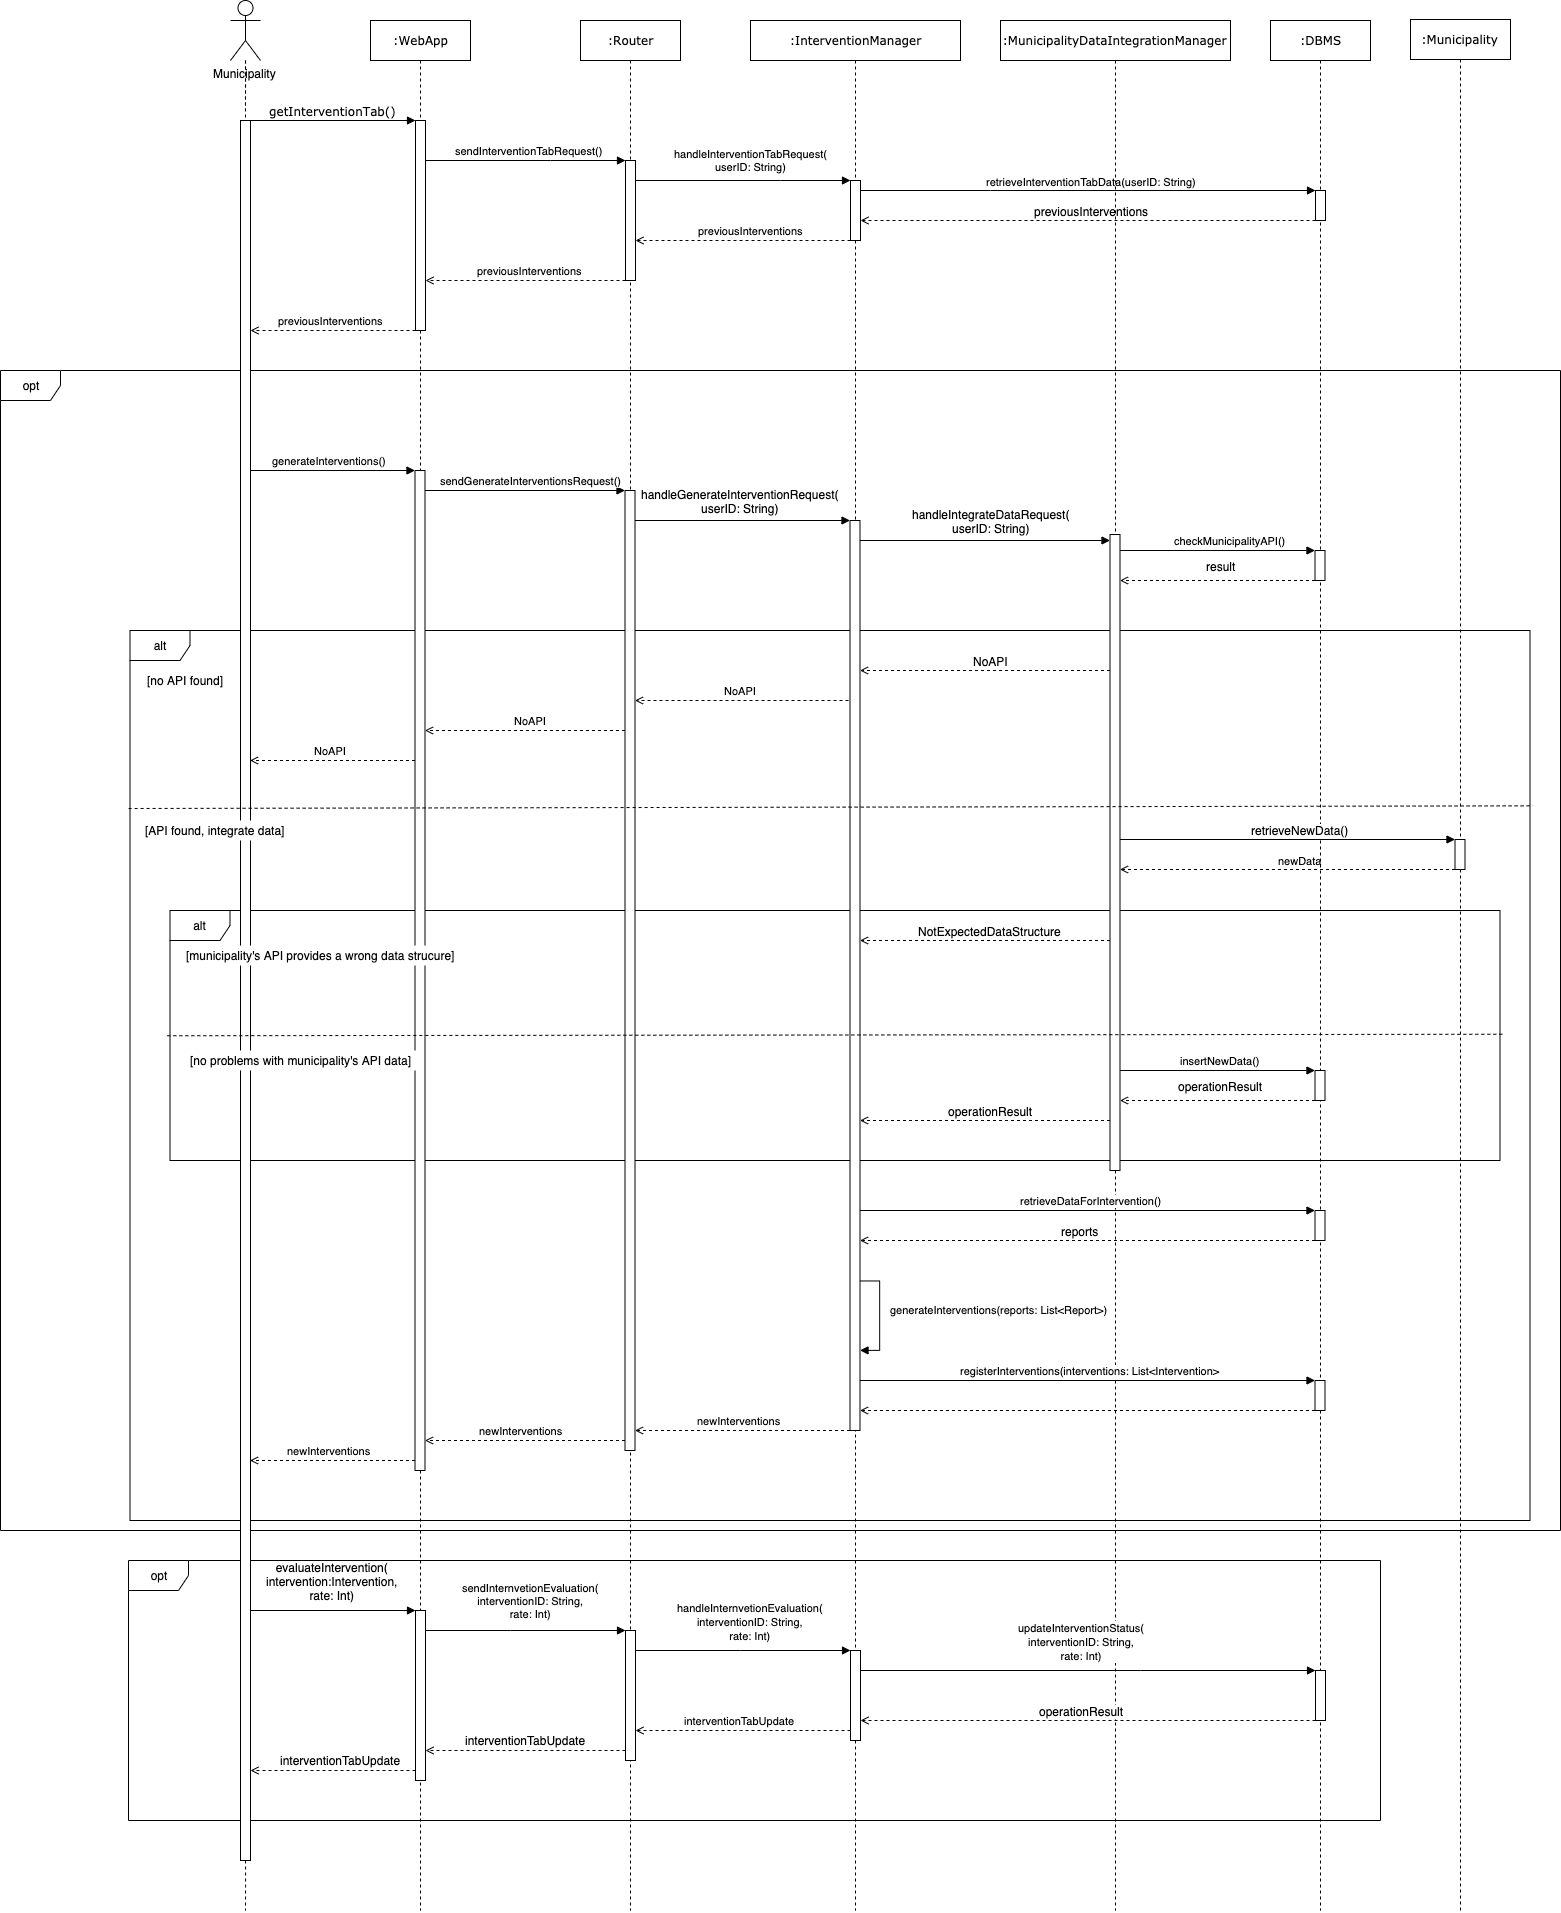 Municipality
:WebApp
:Router
:InterventionManager
:MunicipalityDataIntegrationManager
:DBMS
:Municipality
getInterventionTab()
sendInterventionTabRequest()
handleInterventionTabRequest(
userID: String)
retrieveInterventionTabData(userID: String)
previousInterventions
previousInterventions
previousInterventions
previousInterventions
opt
generateInterventions()
sendGenerateInterventionsRequest()
handleGenerateInterventionRequest(
userID: String)
handleIntegrateDataRequest(
userID: String)
checkMunicipalityAPI()
result
alt
[no API found]
NoAPI
NoAPI
NoAPI
NoAPI
[API found, integrate data]
retrieveNewData()
newData
alt
[municipality's API provides a wrong data strucure]
NotExpectedDataStructure
[no problems with municipality's API data]
insertNewData()
operationResult
operationResult
retrieveDataForIntervention()
reports
generateInterventions(reports: List<Report>)
registerInterventions(interventions: List<Intervention>
newInterventions
newInterventions
newInterventions
opt
evaluateIntervention(
intervention:Intervention,
rate: Int)
sendInternvetionEvaluation(
interventionID: String,
rate: Int)
handleInternvetionEvaluation(
interventionID: String,
rate: Int)
updateInterventionStatus(
interventionID: String,
rate: Int)
operationResult
interventionTabUpdate
interventionTabUpdate
interventionTabUpdate